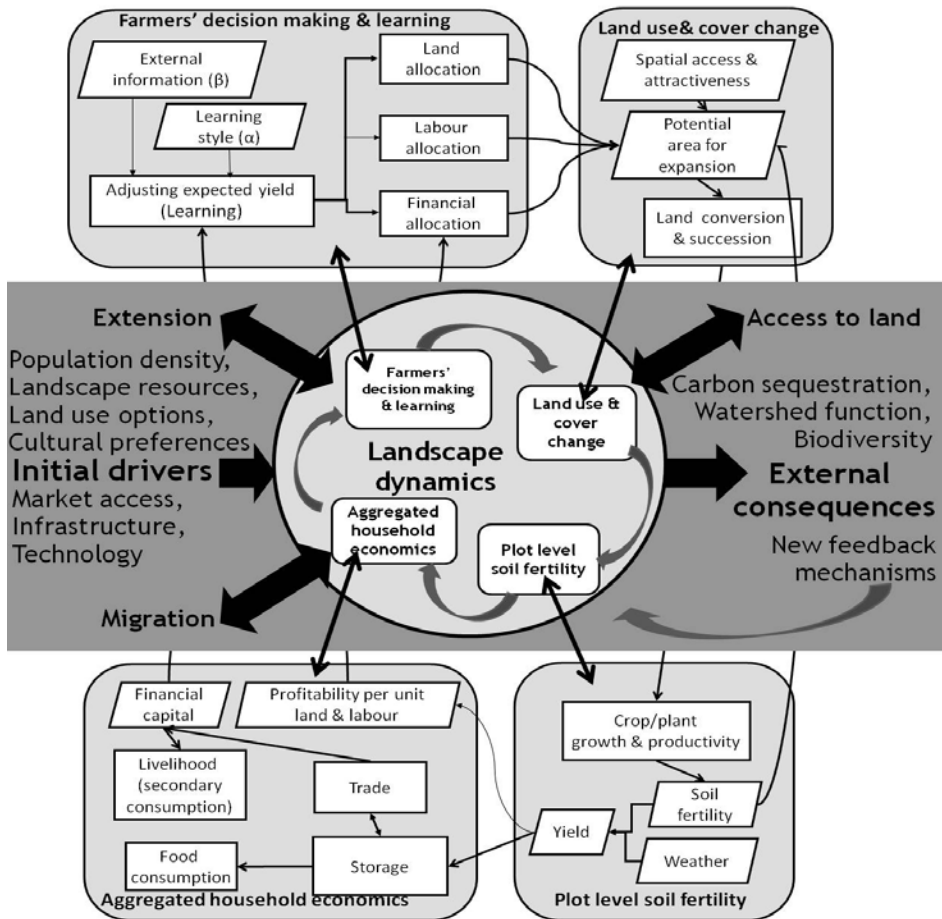 Farmers' decision making & learning
External
information (β)
Learning
style (α)
Adjusting expected yield
(Learning)
Land
allocation
Labour
allocation
Financial
allocation
Land use& cover change
Spatial access &
attractiveness
Potential
area for
expansion
Land conversion
& succession
Extension
Population density,
Landscape resources,
Land use options,
Cultural preferences
Initial drivers
Market access,
Infrastructure,
Technology
Migration
Farmers'
decision making
& learning
Land use &
cover change
Landscape
dynamics
Aggregated
household
economics
Plot level
soil fertility
Access to land
Carbon sequestration,
Watershed function,
Biodiversity
External
consequences
New feedback
mechanisms
Financial
capital
Profitability per unit
land & labour
Livelihood
(secondary
consumption)
Trade
Food
consumption
Storage
Aggregated household economics
Crop/plant
growth & productivity
Soil
fertility
Yield
Weather
Plot level soil fertility